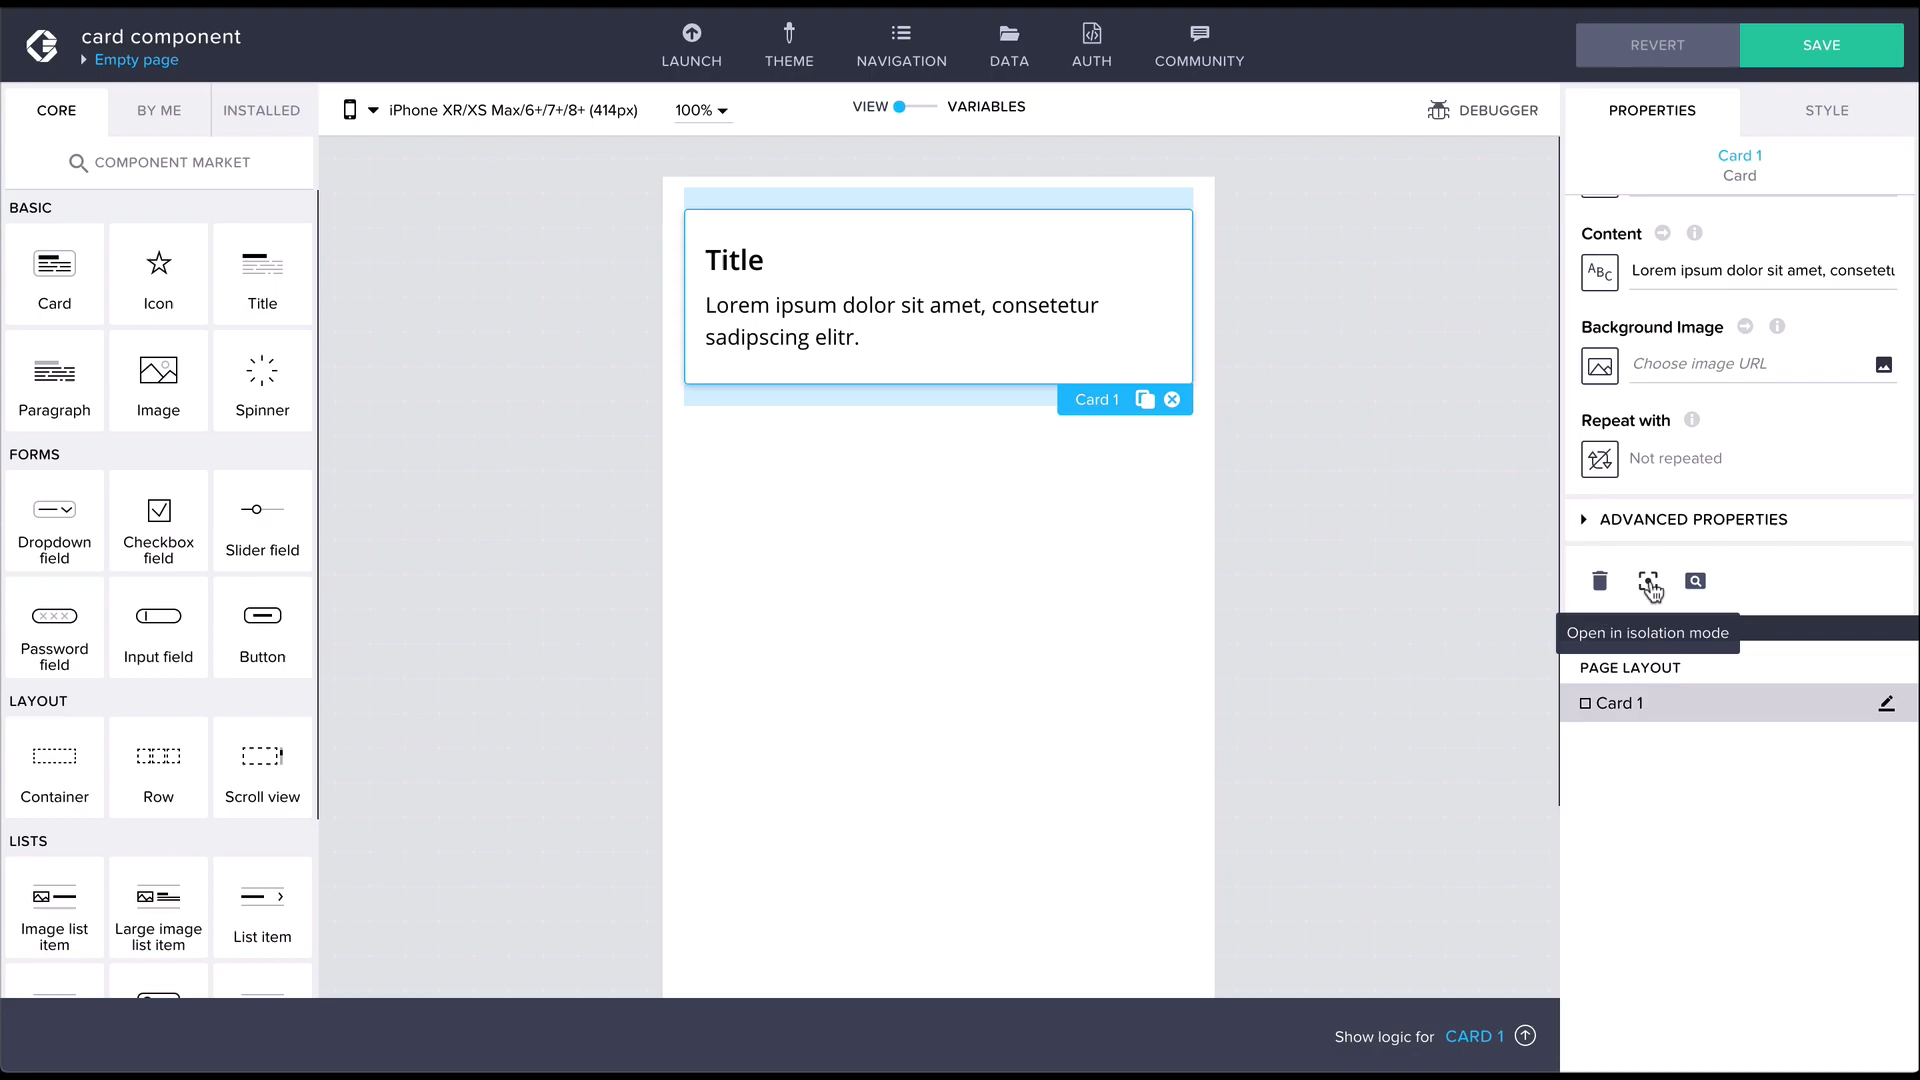 card component
Empty page
LAUNCH
THEME
NAVIGATION
DATA
AUTH
COMMUNITY
REVERT
SAVE
CORE
BY ME
INSTALLED
iPhone XR/XS Max/6+/7+/8+ (414px)
100%
VIEW
VARIABLES
DEBUGGER
PROPERTIES
STYLE
COMPONENT MARKET
Card 1
Card
BASIC
Card
Icon
Title
Paragraph
Image
Spinner
FORMS
Dropdown
field
Checkbox
field
Slider field
Password
field
Input field
Button
LAYOUT
Container
Row
Scroll view
LISTS
Image list
item
Large image
list item
List item
Title
Lorem ipsum dolor sit amet, consetetur
sadipscing elitr.
Card 1
Content
ABC
Lorem ipsum dolor sit amet, consetetu
Background Image
Choose image URL
Repeat with
Not repeated
ADVANCED PROPERTIES
Open in isolation mode
PAGE LAYOUT
Card 1
Show logic for CARD 1